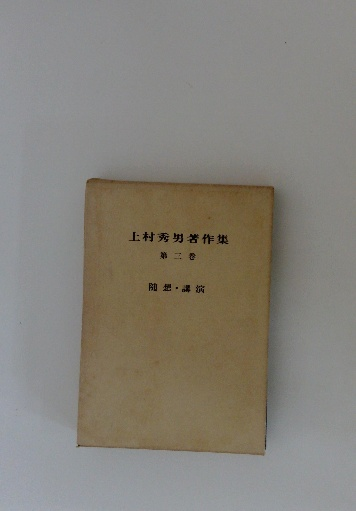 上村秀男著作集
第二巻
随想・講演